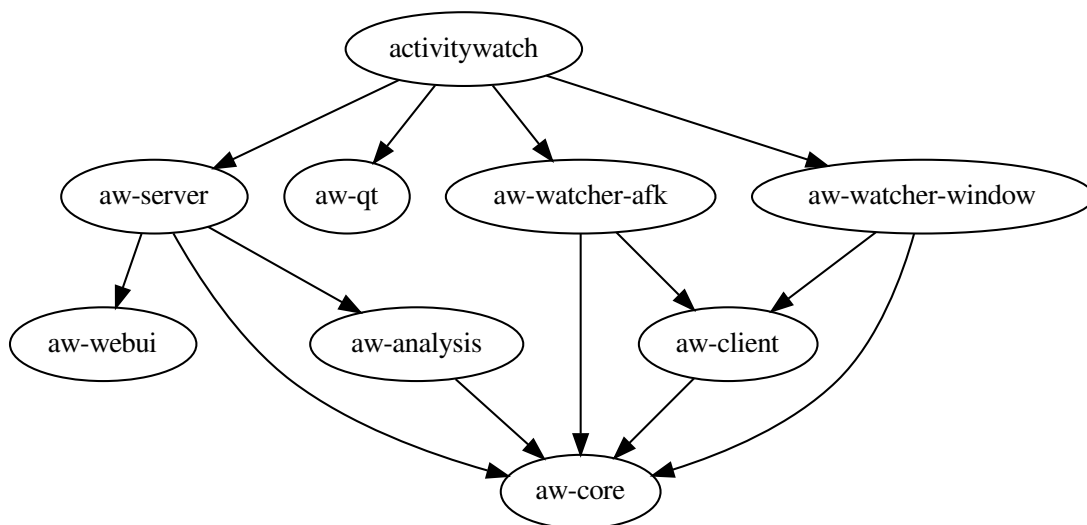 activitywatch
aw-server
aw-qt
aw-watcher-afk
aw-watcher-window
aw-webui
aw-analysis
aw-client
aw-core